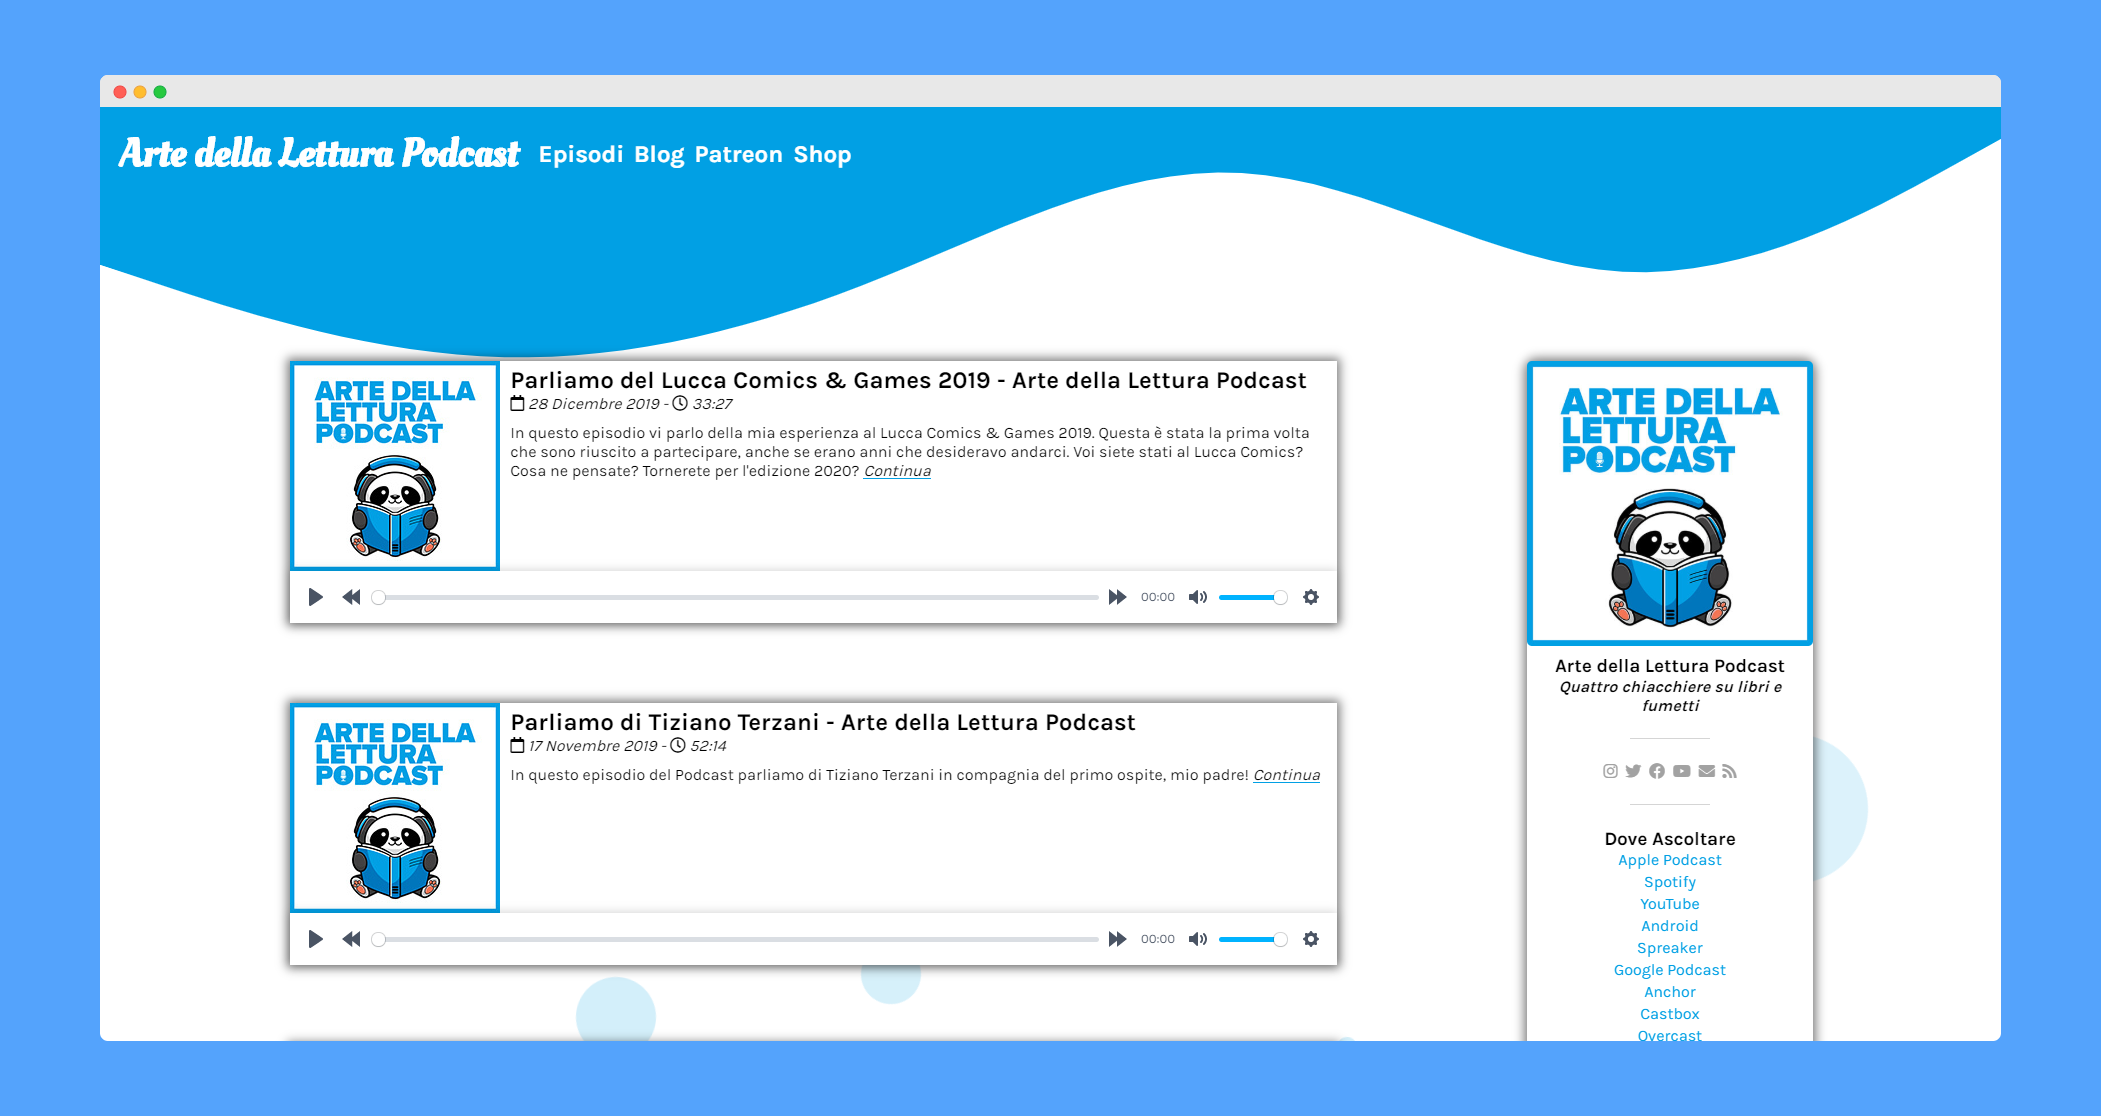 Arte della Lettura Podcast Episodi Blog Patreon Shop
ARTE DELLA
LETTURA
PODCAST
Parliamo del Lucca Comics & Games 2019 - Arte della Lettura Podcast
28 Dicembre 2019 - 33:27
In questo episodio vi parlo della mia esperienza al Lucca Comics & Games 2019. Questa è stata la prima volta
che sono riuscito a partecipare, anche se erano anni che desideravo andarci. Voi siete stati al Lucca Comics?
Cosa ne pensate? Tornerete per l'edizione 2020? Continua
00:00
ARTE DELLA
LETTURA
PODCAST
Parliamo di Tiziano Terzani - Arte della Lettura Podcast
17 Novembre 2019 - 52:14
In questo episodio del Podcast parliamo di Tiziano Terzani in compagnia del primo ospite, mio padre! Continua
00:00
ARTE DELLA
LETTURA
PODCAST
Arte della Lettura Podcast
Quattro chiacchiere su libri e
fumetti
Dove Ascoltare
Apple Podcast
Spotify
YouTube
Android
Spreaker
Google Podcast
Anchor
Castbox
Overcast